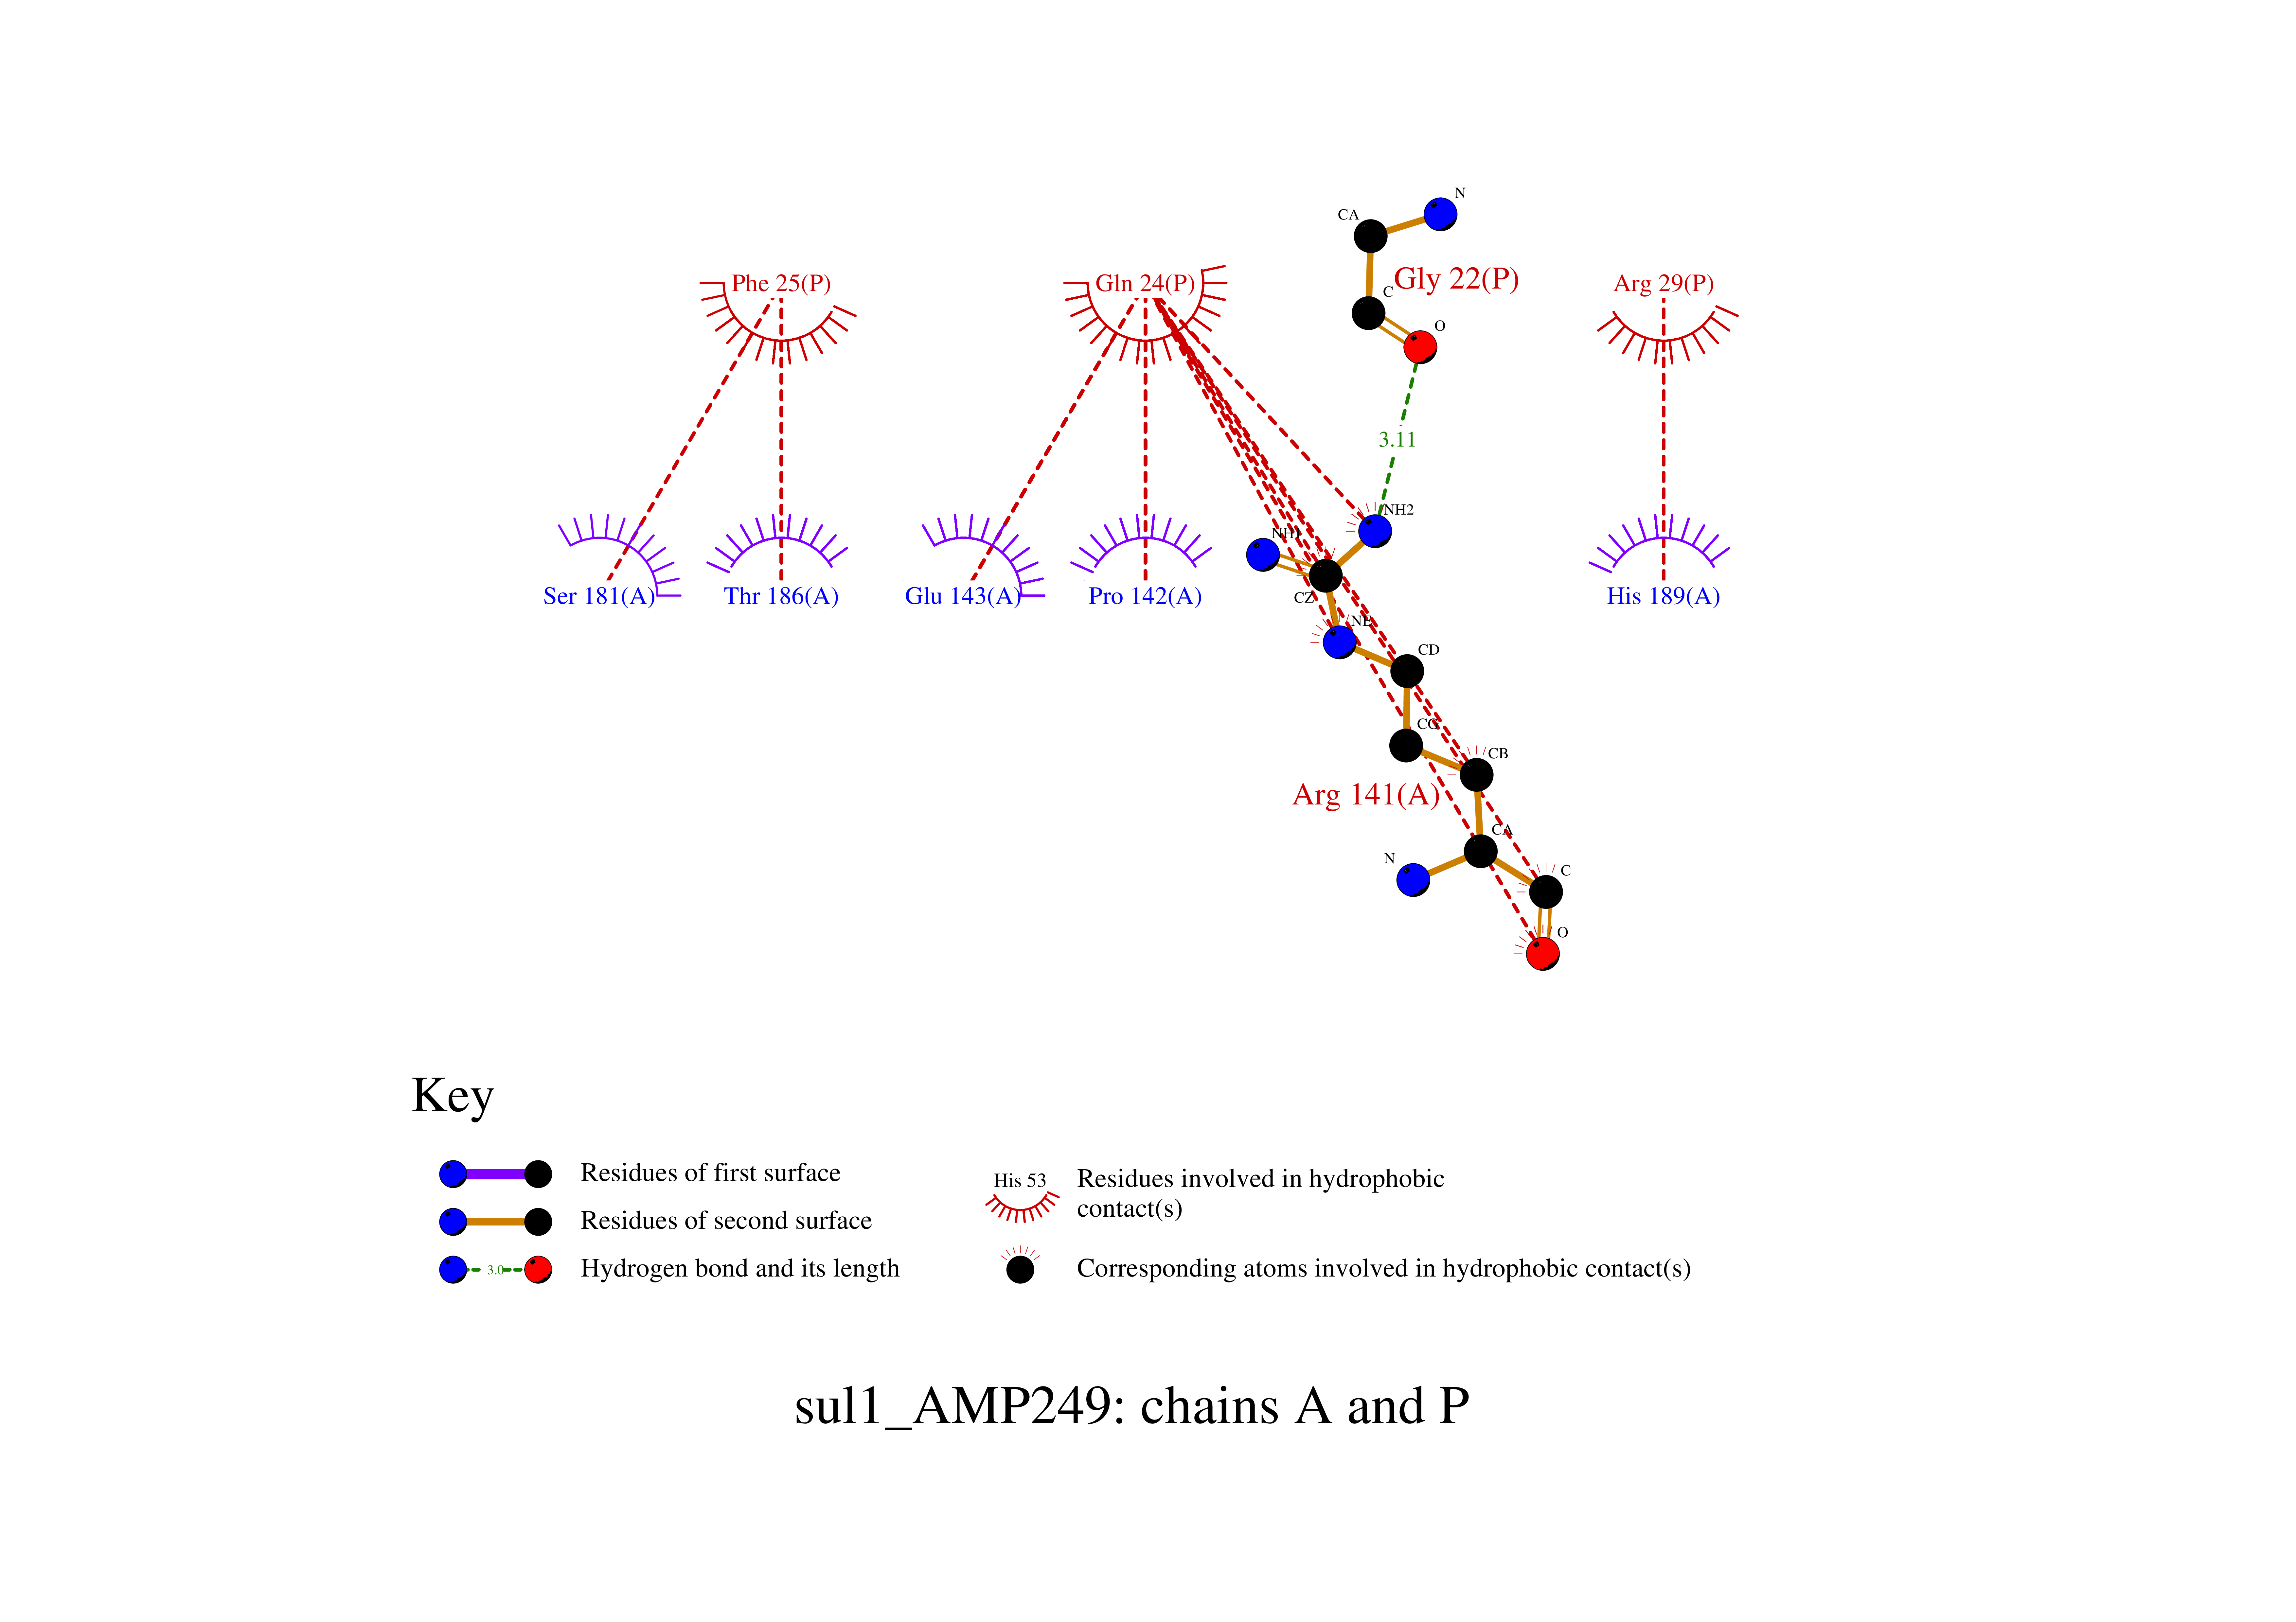 N
CA
Phe 25(P)
Gln 24(P)
Gly 22(P)
Arg 29(P)
C
O
3.11
NH2
NH1
Ser 181(A)
Thr 186(A)
Glu 143(A)
Pro 142(A)
His 189(A)
CZ
NE
CD
CG
CB
Arg 141(A)
CA
N
C
O
Key
Residues of first surface
Residues of second surface
3.0
Hydrogen bond and its length
His 53
Residues involved in hydrophobic
contact(s)
Corresponding atoms involved in hydrophobic contact(s)
sul1_AMP249: chains A and P